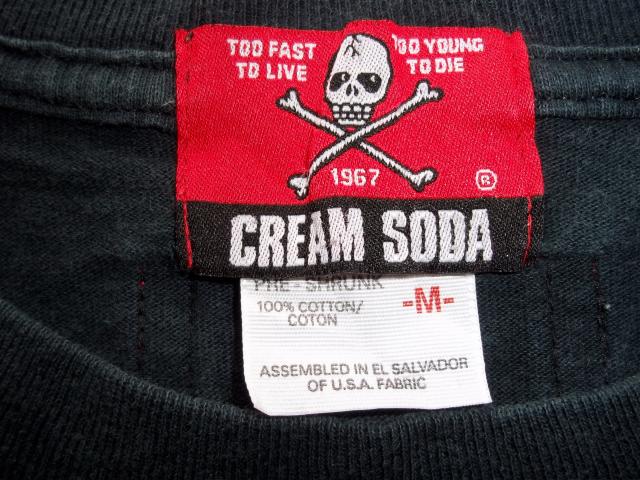 TOO FAST
TO LIVE
TOO YOUNG
TO DIE
1967
®
CREAM SODA
PRE-SHRUNK
100% COTTON/
COTON
-M-
ASSEMBLED IN EL SALVADOR
OF U.S.A. FABRIC